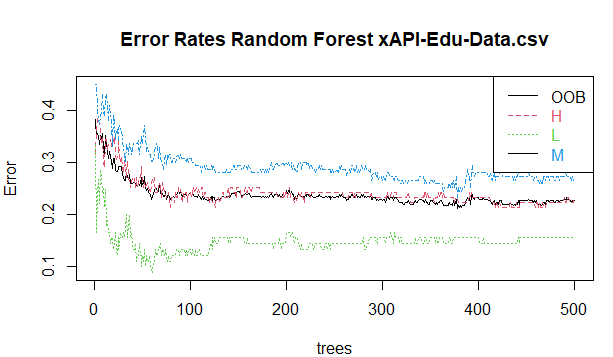 Error Rates Random Forest xAPI-Edu-Data.csv
Error
0.4
0.3
0.2
0.1
OOB
H
L
M
0 100 200 300 400 500
trees